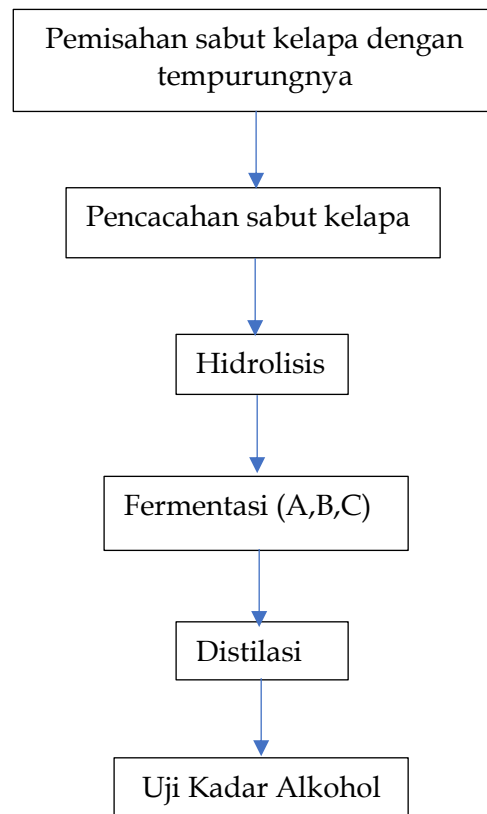 Pemisahan sabut kelapa dengan
tempurungnya
Pencacahan sabut kelapa
Hidrolisis
Fermentasi (A,B,C)
Distilasi
Uji Kadar Alkohol